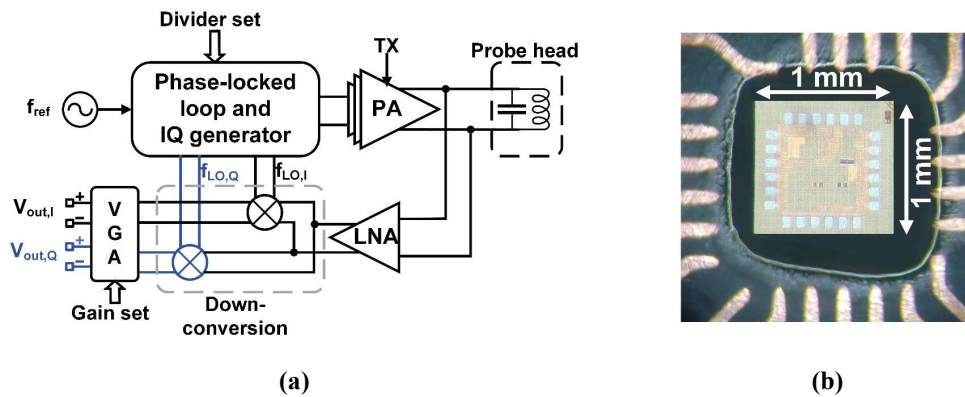 Divider set
TX
Probe head
Phase-locked
loop and
IQ generator
PA
f_ref
f_LO,Q
f_LO,I
V_out,I
+
−
V_out,Q
+
−
V
G
A
LNA
Gain set
Down-
conversion
(a)
1 mm
1 mm
(b)